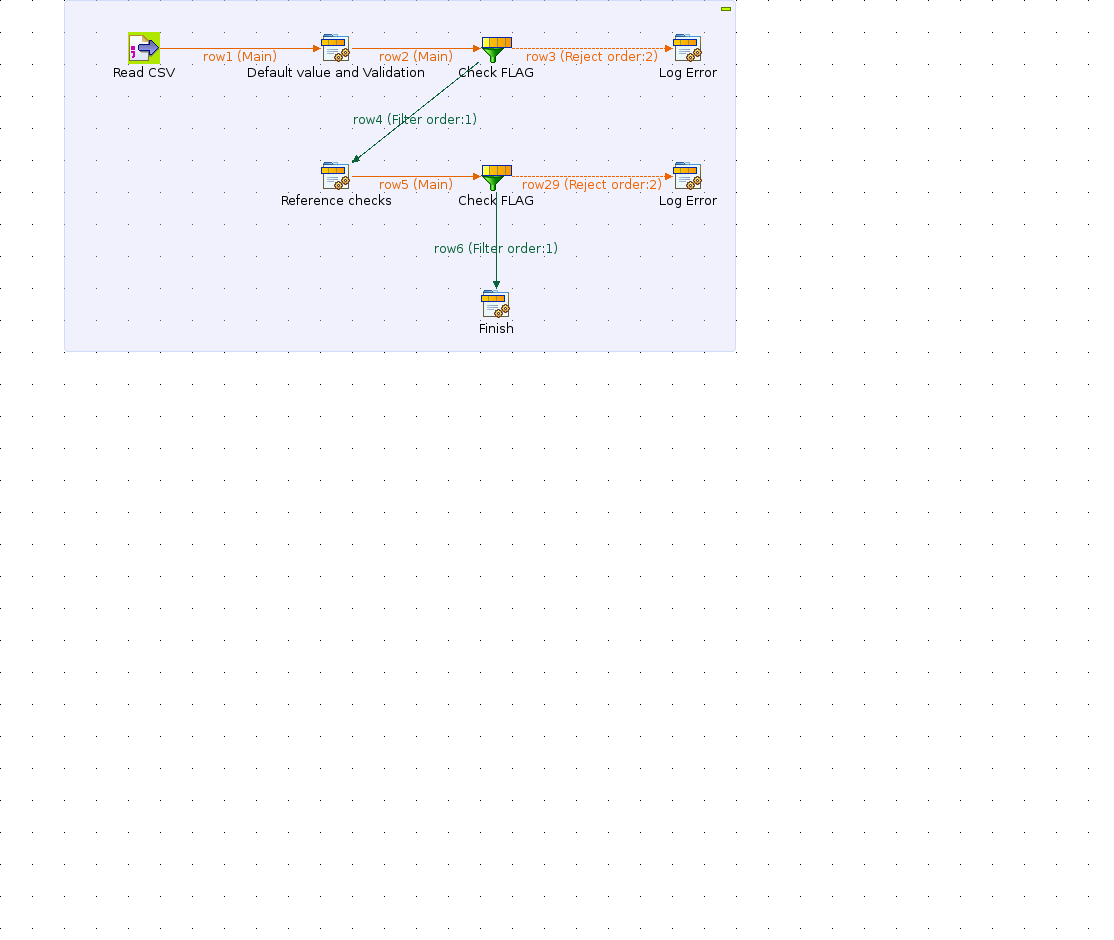 row1 (Main)
row2 (Main)
row3 (Reject order:2)
Read CSV
Default value and Validation
Check FLAG
Log Error
row4 (Filter order:1)
row5 (Main)
row29 (Reject order:2)
Reference checks
Check FLAG
Log Error
row6 (Filter order:1)
Finish